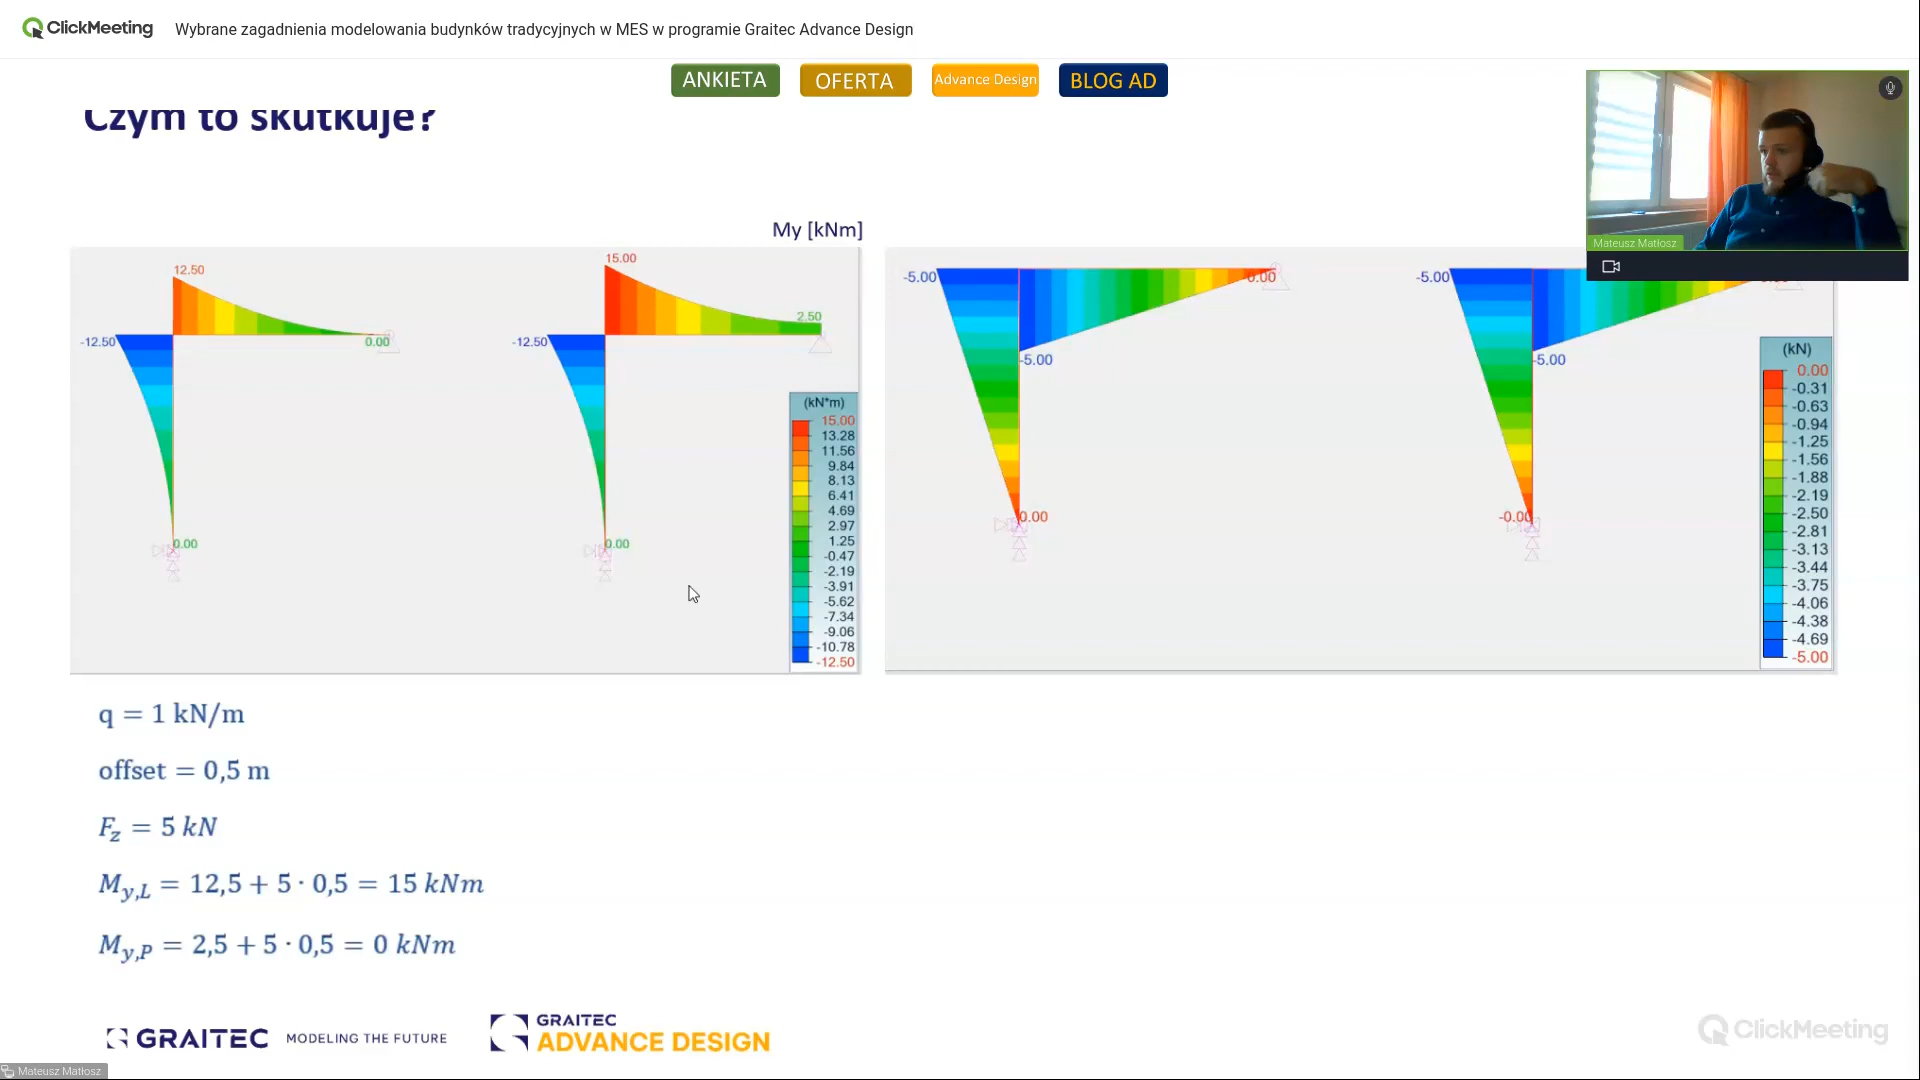 ClickMeeting
Wybrane zagadnienia modelowania budynków tradycyjnych w MES w programie Graitec Advance Design
ANKIETA
OFERTA
Advance Design
BLOG AD
Czym to skutkuje?
Mateusz Matłosz
My [kNm]
12.50
-12.50
0.00
0.00
15.00
-12.50
2.50
0.00
(kN*m)
15.00
13.28
11.56
9.84
8.13
6.41
4.69
2.97
1.25
-0.47
-2.19
-3.91
-5.62
-7.34
-9.06
-10.78
-12.50
-5.00
-0.00
-5.00
0.00
-5.00
-5.00
-0.00
(kN)
0.00
-0.31
-0.63
-0.94
-1.25
-1.56
-1.88
-2.19
-2.50
-2.81
-3.13
-3.44
-3.75
-4.06
-4.38
-4.69
-5.00
q = 1 kN/m
offset = 0,5 m
F_z = 5 kN
M_{y,L} = 12,5 + 5 · 0,5 = 15 kNm
M_{y,P} = 2,5 + 5 · 0,5 = 0 kNm
GRAITEC MODELING THE FUTURE
GRAITEC
ADVANCE DESIGN
ClickMeeting
Mateusz Matłosz